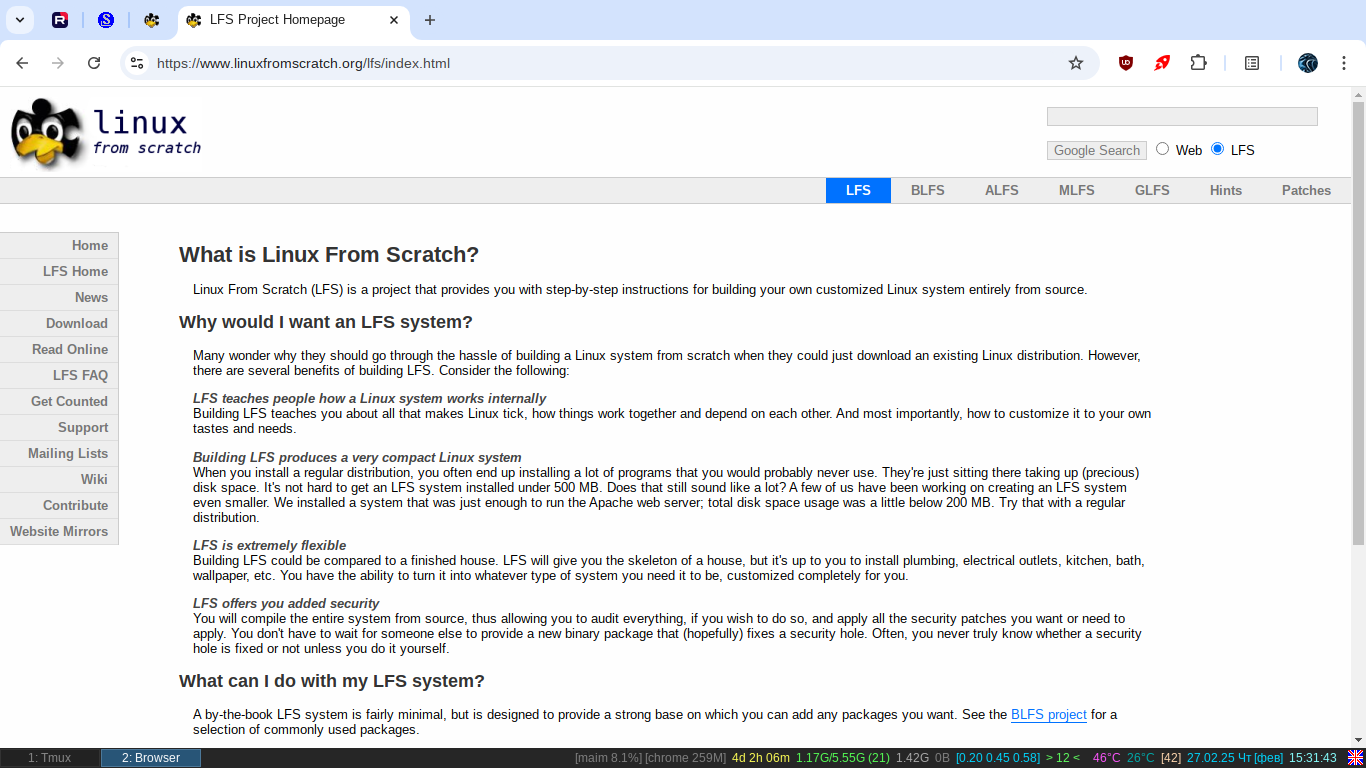 LFS Project Homepage
https://www.linuxfromscratch.org/lfs/index.html
linux
from scratch
Google Search Web LFS
LFS BLFS ALFS MLFS GLFS Hints Patches
Home
LFS Home
News
Download
Read Online
LFS FAQ
Get Counted
Support
Mailing Lists
Wiki
Contribute
Website Mirrors
What is Linux From Scratch?
Linux From Scratch (LFS) is a project that provides you with step-by-step instructions for building your own customized Linux system entirely from source.
Why would I want an LFS system?
Many wonder why they should go through the hassle of building a Linux system from scratch when they could just download an existing Linux distribution. However,
there are several benefits of building LFS. Consider the following:
LFS teaches people how a Linux system works internally
Building LFS teaches you about all that makes Linux tick, how things work together and depend on each other. And most importantly, how to customize it to your own
tastes and needs.
Building LFS produces a very compact Linux system
When you install a regular distribution, you often end up installing a lot of programs that you would probably never use. They're just sitting there taking up (precious)
disk space. It's not hard to get an LFS system installed under 500 MB. Does that still sound like a lot? A few of us have been working on creating an LFS system
even smaller. We installed a system that was just enough to run the Apache web server; total disk space usage was a little below 200 MB. Try that with a regular
distribution.
LFS is extremely flexible
Building LFS could be compared to a finished house. LFS will give you the skeleton of a house, but it's up to you to install plumbing, electrical outlets, kitchen, bath,
wallpaper, etc. You have the ability to turn it into whatever type of system you need it to be, customized completely for you.
LFS offers you added security
You will compile the entire system from source, thus allowing you to audit everything, if you wish to do so, and apply all the security patches you want or need to
apply. You don't have to wait for someone else to provide a new binary package that (hopefully) fixes a security hole. Often, you never truly know whether a security
hole is fixed or not unless you do it yourself.
What can I do with my LFS system?
A by-the-book LFS system is fairly minimal, but is designed to provide a strong base on which you can add any packages you want. See the BLFS project for a
selection of commonly used packages.
1: Tmux 2: Browser [maim 8.1%] [chrome 259M] 4d 2h 06m 1.17G/5.55G (21) 1.42G 0B [0.20 0.45 0.58] > 12 < 46°C 26°C [42] 27.02.25 Чт [фев] 15:31:43